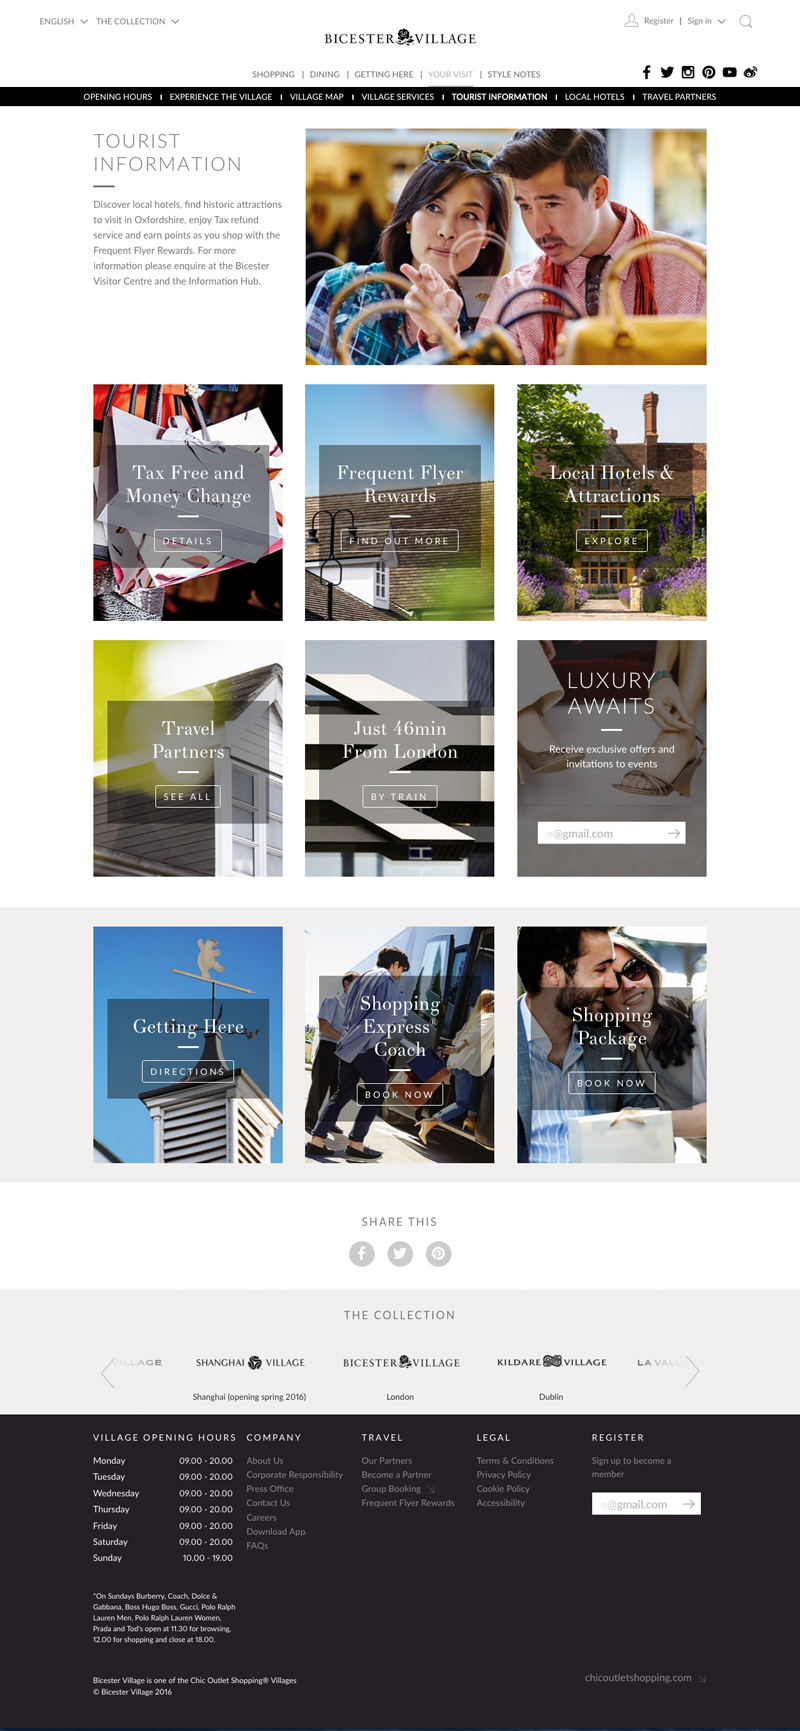 ENGLISH THE COLLECTION
Register | Sign in
BICESTER VILLAGE
SHOPPING | DINING | GETTING HERE | YOUR VISIT | STYLE NOTES
OPENING HOURS EXPERIENCE THE VILLAGE VILLAGE MAP VILLAGE SERVICES TOURIST INFORMATION LOCAL HOTELS TRAVEL PARTNERS
TOURIST
INFORMATION
Discover local hotels, find historic attractions
to visit in Oxfordshire, enjoy Tax refund
service and earn points as you shop with the
Frequent Flyer Rewards. For more
information please enquire at the Bicester
Visitor Centre and the Information Hub.
Tax Free and
Money Change
DETAILS
Frequent Flyer
Rewards
FIND OUT MORE
Local Hotels &
Attractions
EXPLORE
Travel
Partners
SEE ALL
Just 46min
From London
BY TRAIN
LUXURY
AWAITS
Receive exclusive offers and
invitations to events
e@gmail.com
Getting Here
DIRECTIONS
Shopping
Express®
Coach
BOOK NOW
Shopping
Package
BOOK NOW
SHARE THIS
THE COLLECTION
SHANGHAI VILLAGE
Shanghai (opening spring 2016)
BICESTER VILLAGE
London
KILDARE VILLAGE
Dublin
VILLAGE OPENING HOURS
Monday 09.00 - 20.00
Tuesday 09.00 - 20.00
Wednesday 09.00 - 20.00
Thursday 09.00 - 20.00
Friday 09.00 - 20.00
Saturday 09.00 - 20.00
Sunday 10.00 - 19.00
*On Sundays Burberry, Coach, Dolce &
Gabbana, Boss Hugo Boss, Gucci, Polo Ralph
Lauren Men, Polo Ralph Lauren Women,
Prada and Tod's open at 11.30 for browsing,
12.00 for shopping and close at 18.00.
COMPANY
About Us
Corporate Responsibility
Press Office
Contact Us
Careers
Download App
FAQs
TRAVEL
Our Partners
Become a Partner
Group Booking
Frequent Flyer Rewards
LEGAL
Terms & Conditions
Privacy Policy
Cookie Policy
Accessibility
REGISTER
Sign up to become a
member
e@gmail.com
Bicester Village is one of the Chic Outlet Shopping® Villages
© Bicester Village 2016
chicoutletshopping.com